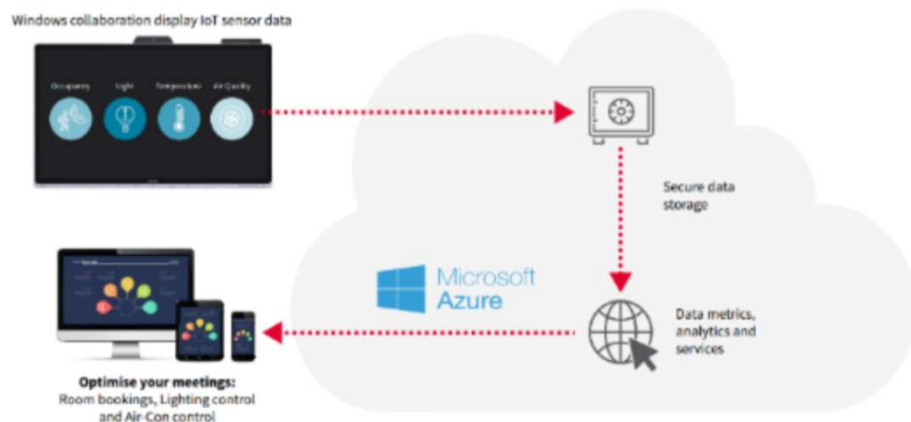 Windows collaboration display IoT sensor data
Occupancy
Light
Temperature
Air Quality
Secure data
storage
Microsoft
Azure
Data metrics,
analytics and
services
Optimise your meetings:
Room bookings, Lighting control
and Air-Con control